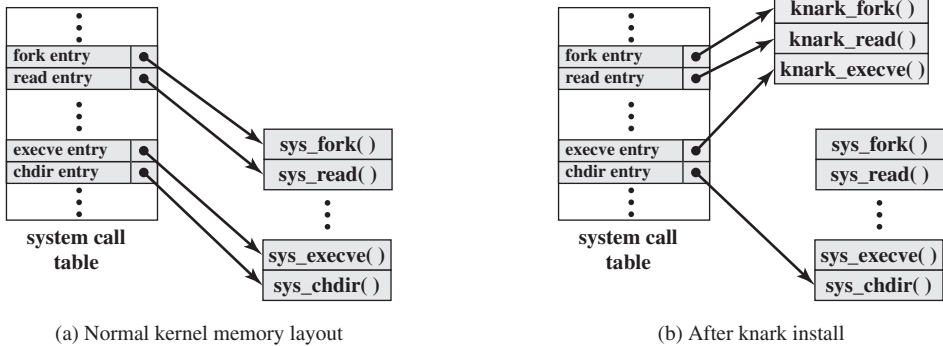 fork entry
read entry
execve entry
chdir entry
system call
table
sys_fork( )
sys_read( )
sys_execve( )
sys_chdir( )
(a) Normal kernel memory layout
fork entry
read entry
execve entry
chdir entry
system call
table
knark_fork( )
knark_read( )
knark_execve( )
sys_fork( )
sys_read( )
sys_execve( )
sys_chdir( )
(b) After knark install